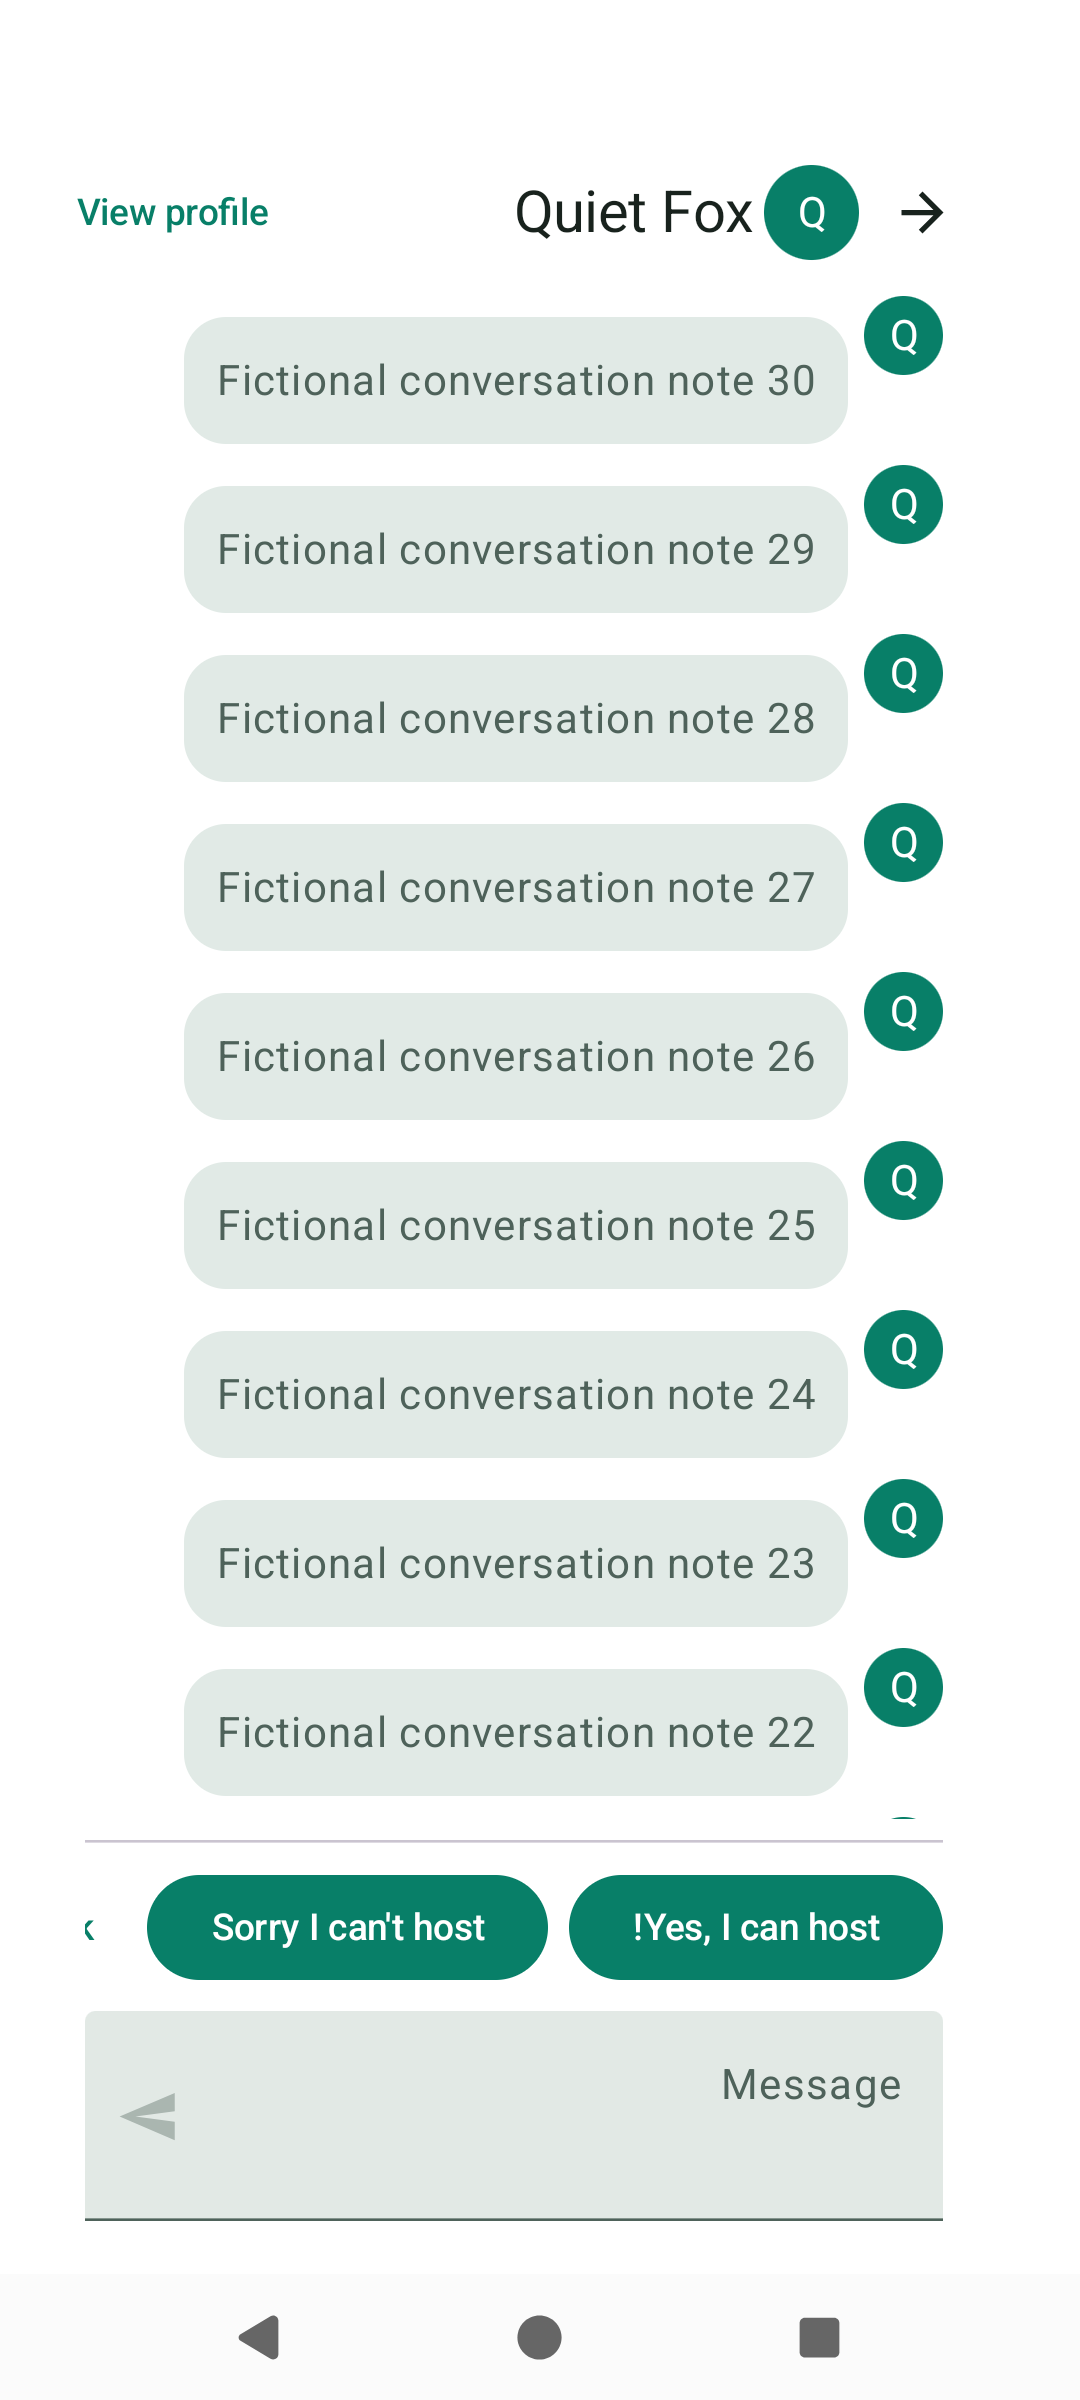 View profile
Quiet Fox
Q
Q
Fictional conversation note 30
Q
Fictional conversation note 29
Q
Fictional conversation note 28
Q
Fictional conversation note 27
Q
Fictional conversation note 26
Q
Fictional conversation note 25
Q
Fictional conversation note 24
Q
Fictional conversation note 23
Q
Fictional conversation note 22
Sorry I can't host
!Yes, I can host
Message